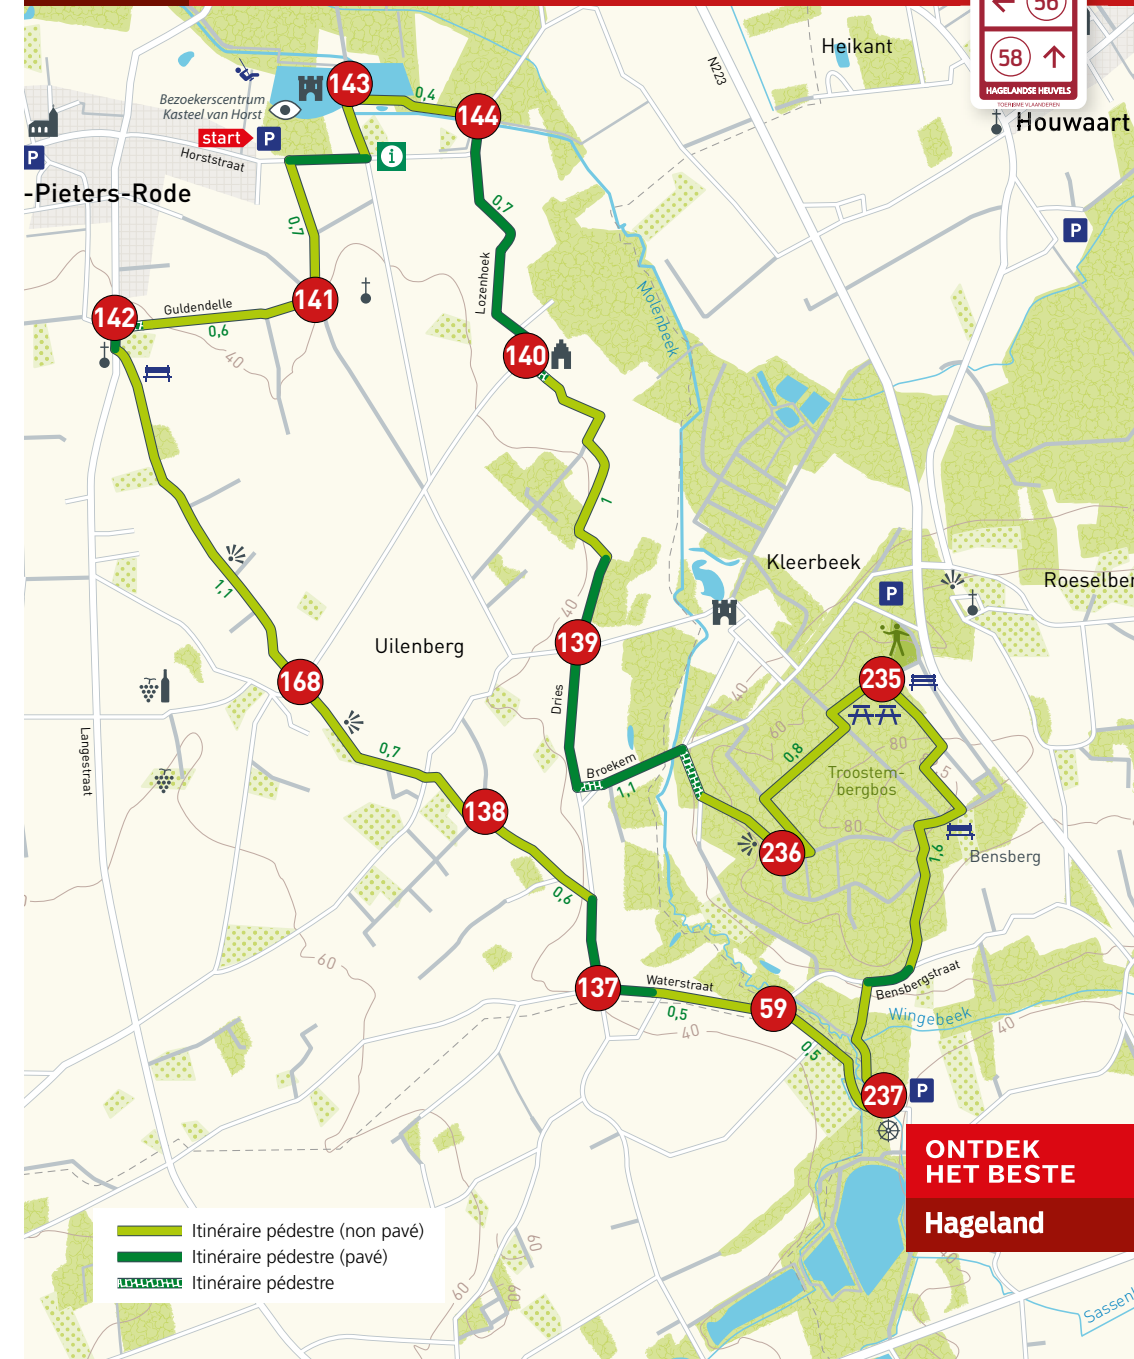 56
58
HAGELANDSE HEUVELS
TOERISME VLAANDEREN
Heikant
N223
Houwaart
143
0,4
144
Bezoekerscentrum
Kasteel van Horst
start
P
i
P
Horststraat
-Pieters-Rode
0,7
0,7
Lozenhoek
P
Molenbeek
141
142
Guldendelle
0,6
40
140
1
1,1
Kleerbeek
P
Roeselber
40
139
Uilenberg
168
235
40
60
80
0,8
Troostem-
bergbos
80
Dries
Broekem
1,1
Langestraat
0,7
138
236
Bensberg
1,6
0,6
60
137
Waterstraat
0,5
59
40
Bensbergstraat
Wingebeek
40
0,5
237
P
ONTDEK
HET BESTE
Hageland
Itinéraire pédestre (non pavé)
Itinéraire pédestre (pavé)
Itinéraire pédestre
60
60
60
40